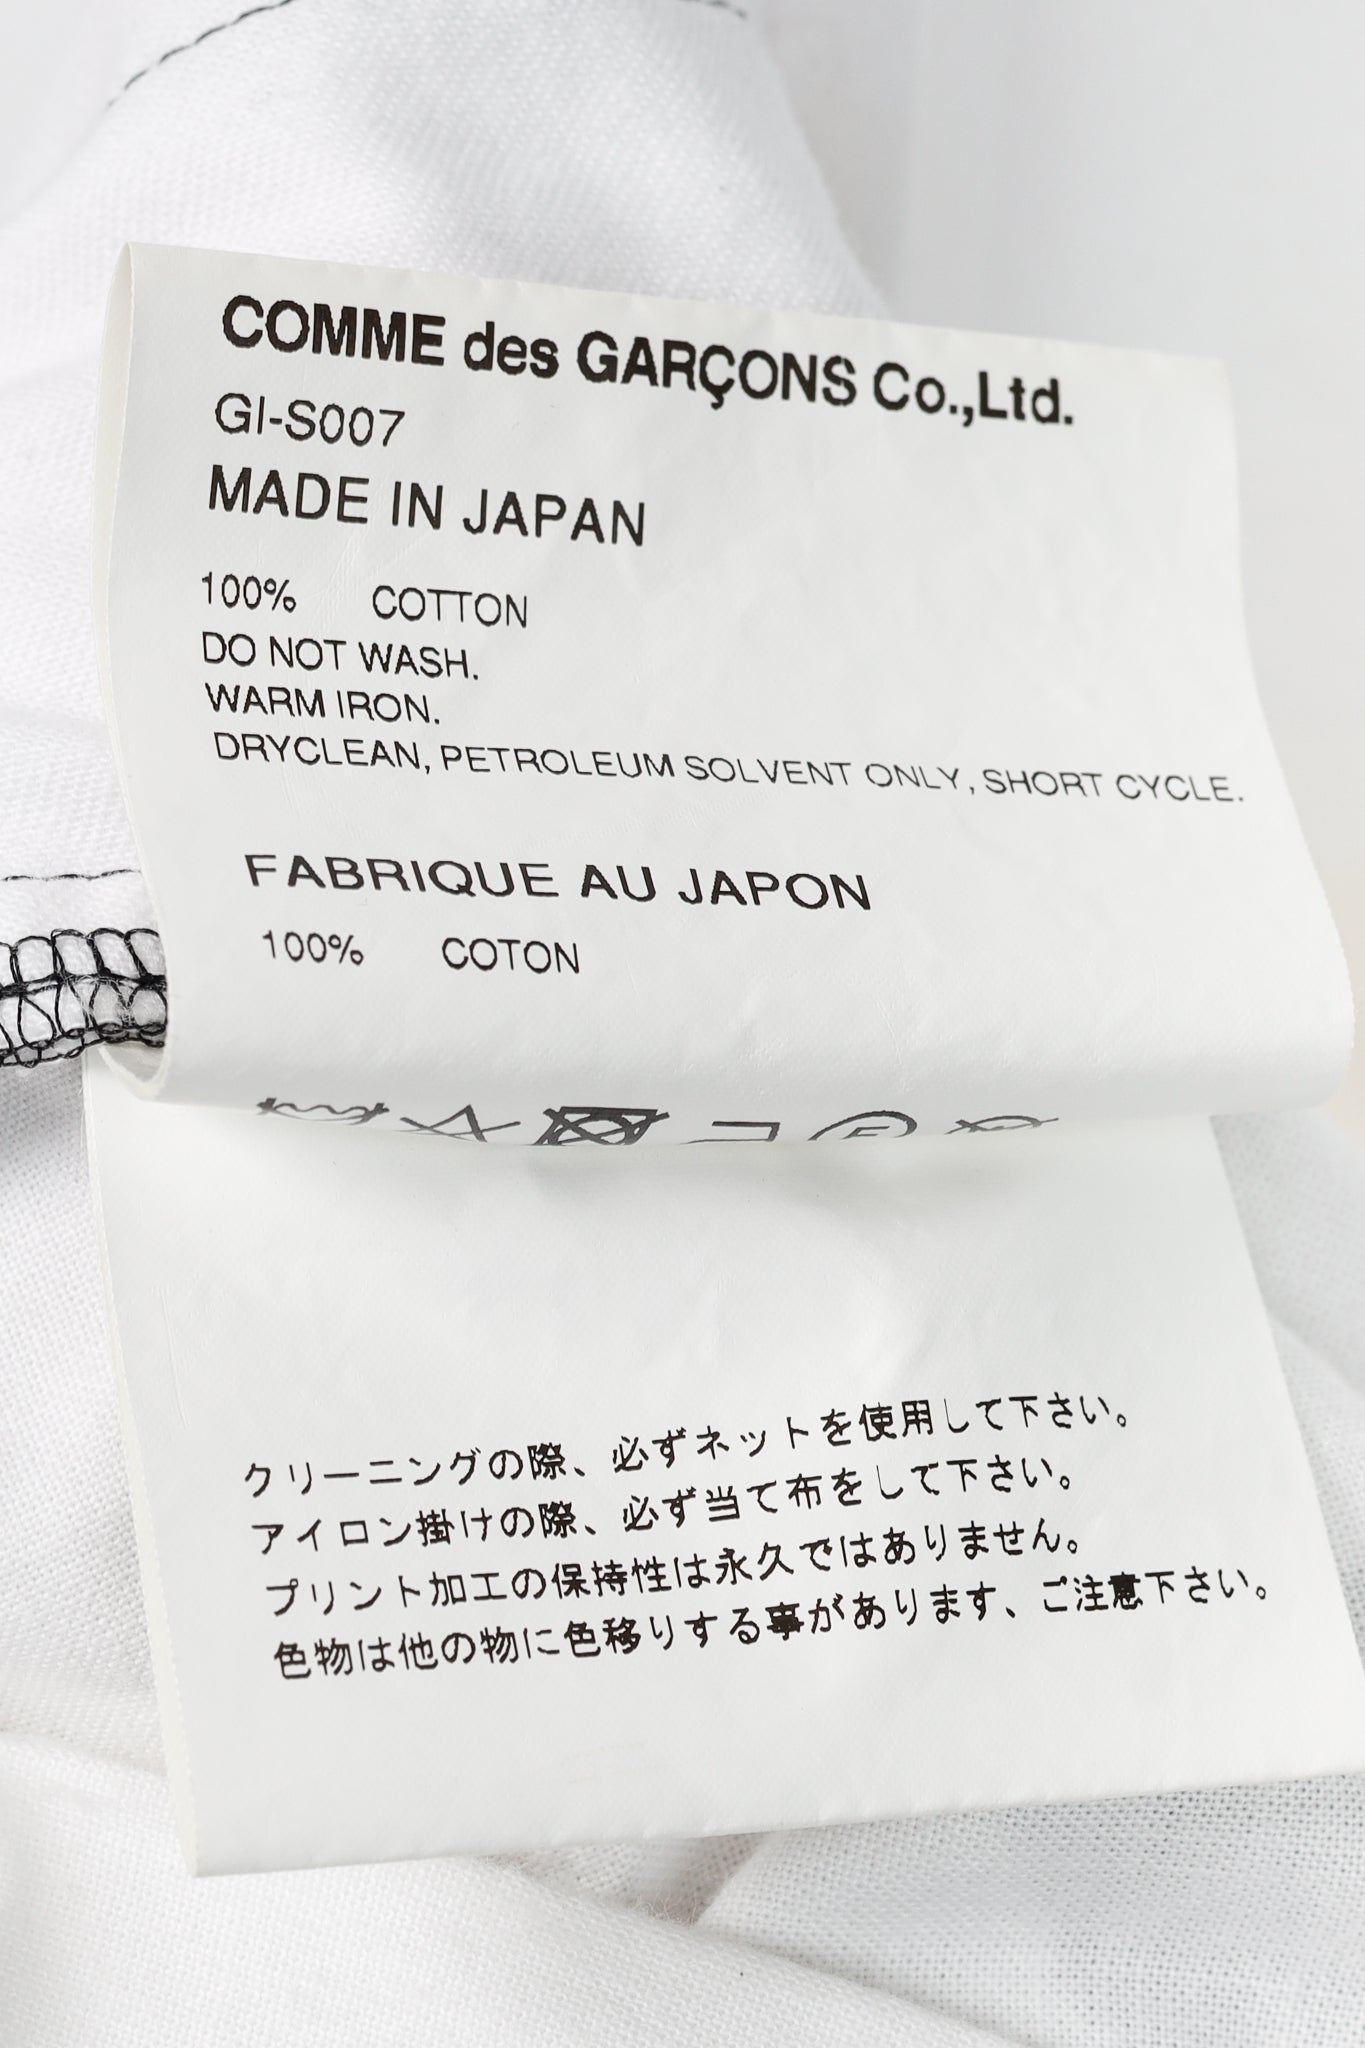 COMME des GARÇONS Co.,Ltd.
GI-S007
MADE IN JAPAN
100% COTTON
DO NOT WASH.
WARM IRON.
DRYCLEAN, PETROLEUM SOLVENT ONLY, SHORT CYCLE.
FABRIQUE AU JAPON
100% COTON
クリーニングの際、必ずネットを使用して下さい。
アイロン掛けの際、必ず当て布をして下さい。
プリント加工の保持性は永久ではありません。
色物は他の物に色移りする事があります、ご注意下さい。